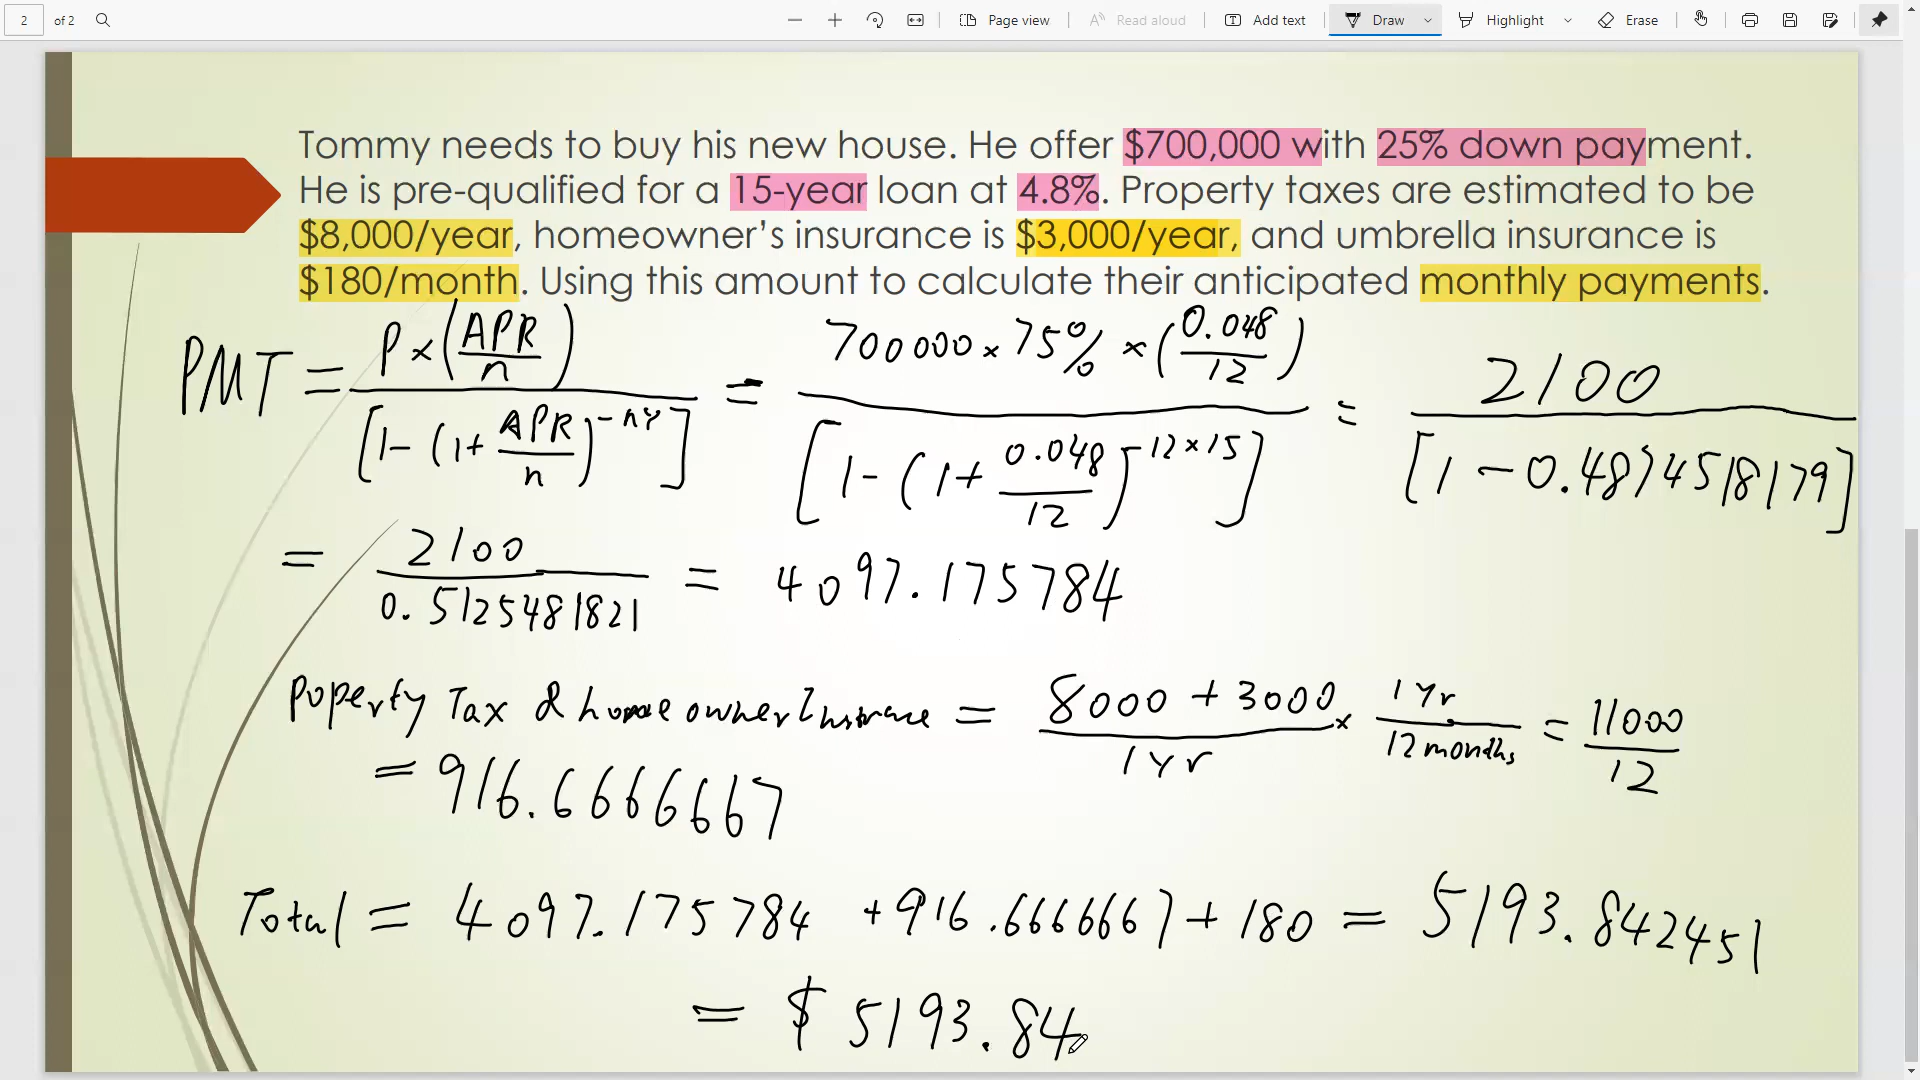 2 of 2 Page view Read aloud Add text Draw Highlight Erase
Tommy needs to buy his new house. He offer $700,000 with 25% down payment.
He is pre-qualified for a 15-year loan at 4.8%. Property taxes are estimated to be
$8,000/year, homeowner's insurance is $3,000/year, and umbrella insurance is
$180/month. Using this amount to calculate their anticipated monthly payments.
PMT = P × (APR/n) / [1 - (1 + APR/n)^-nY] = 700000 × 75% × (0.048/12) / [1 - (1 + 0.048/12)^-12×15] = 2100 / [1 - 0.4874518179]
= 2100 / 0.5125481821 = 4097.175784
Poperty Tax & home owner Insurance = 8000 + 3000 / 1 Yr × 1 Yr / 12 months = 11000 / 12
= 916.6666667
Total = 4097.175784 + 916.6666667 + 180 = 5193.842451
= $ 5193.84